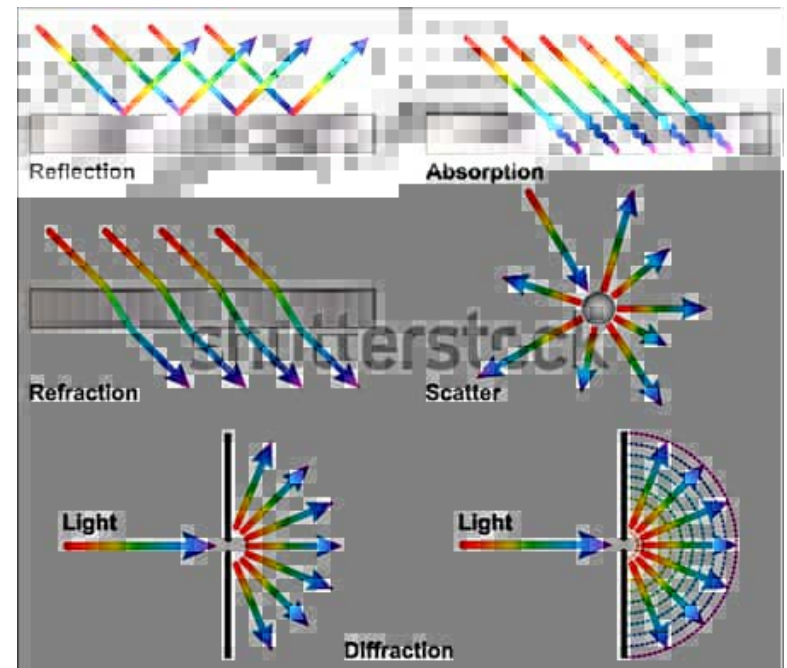 Reflection
Absorption
shutterstock
Refraction
Scatter
Light
Light
Diffraction